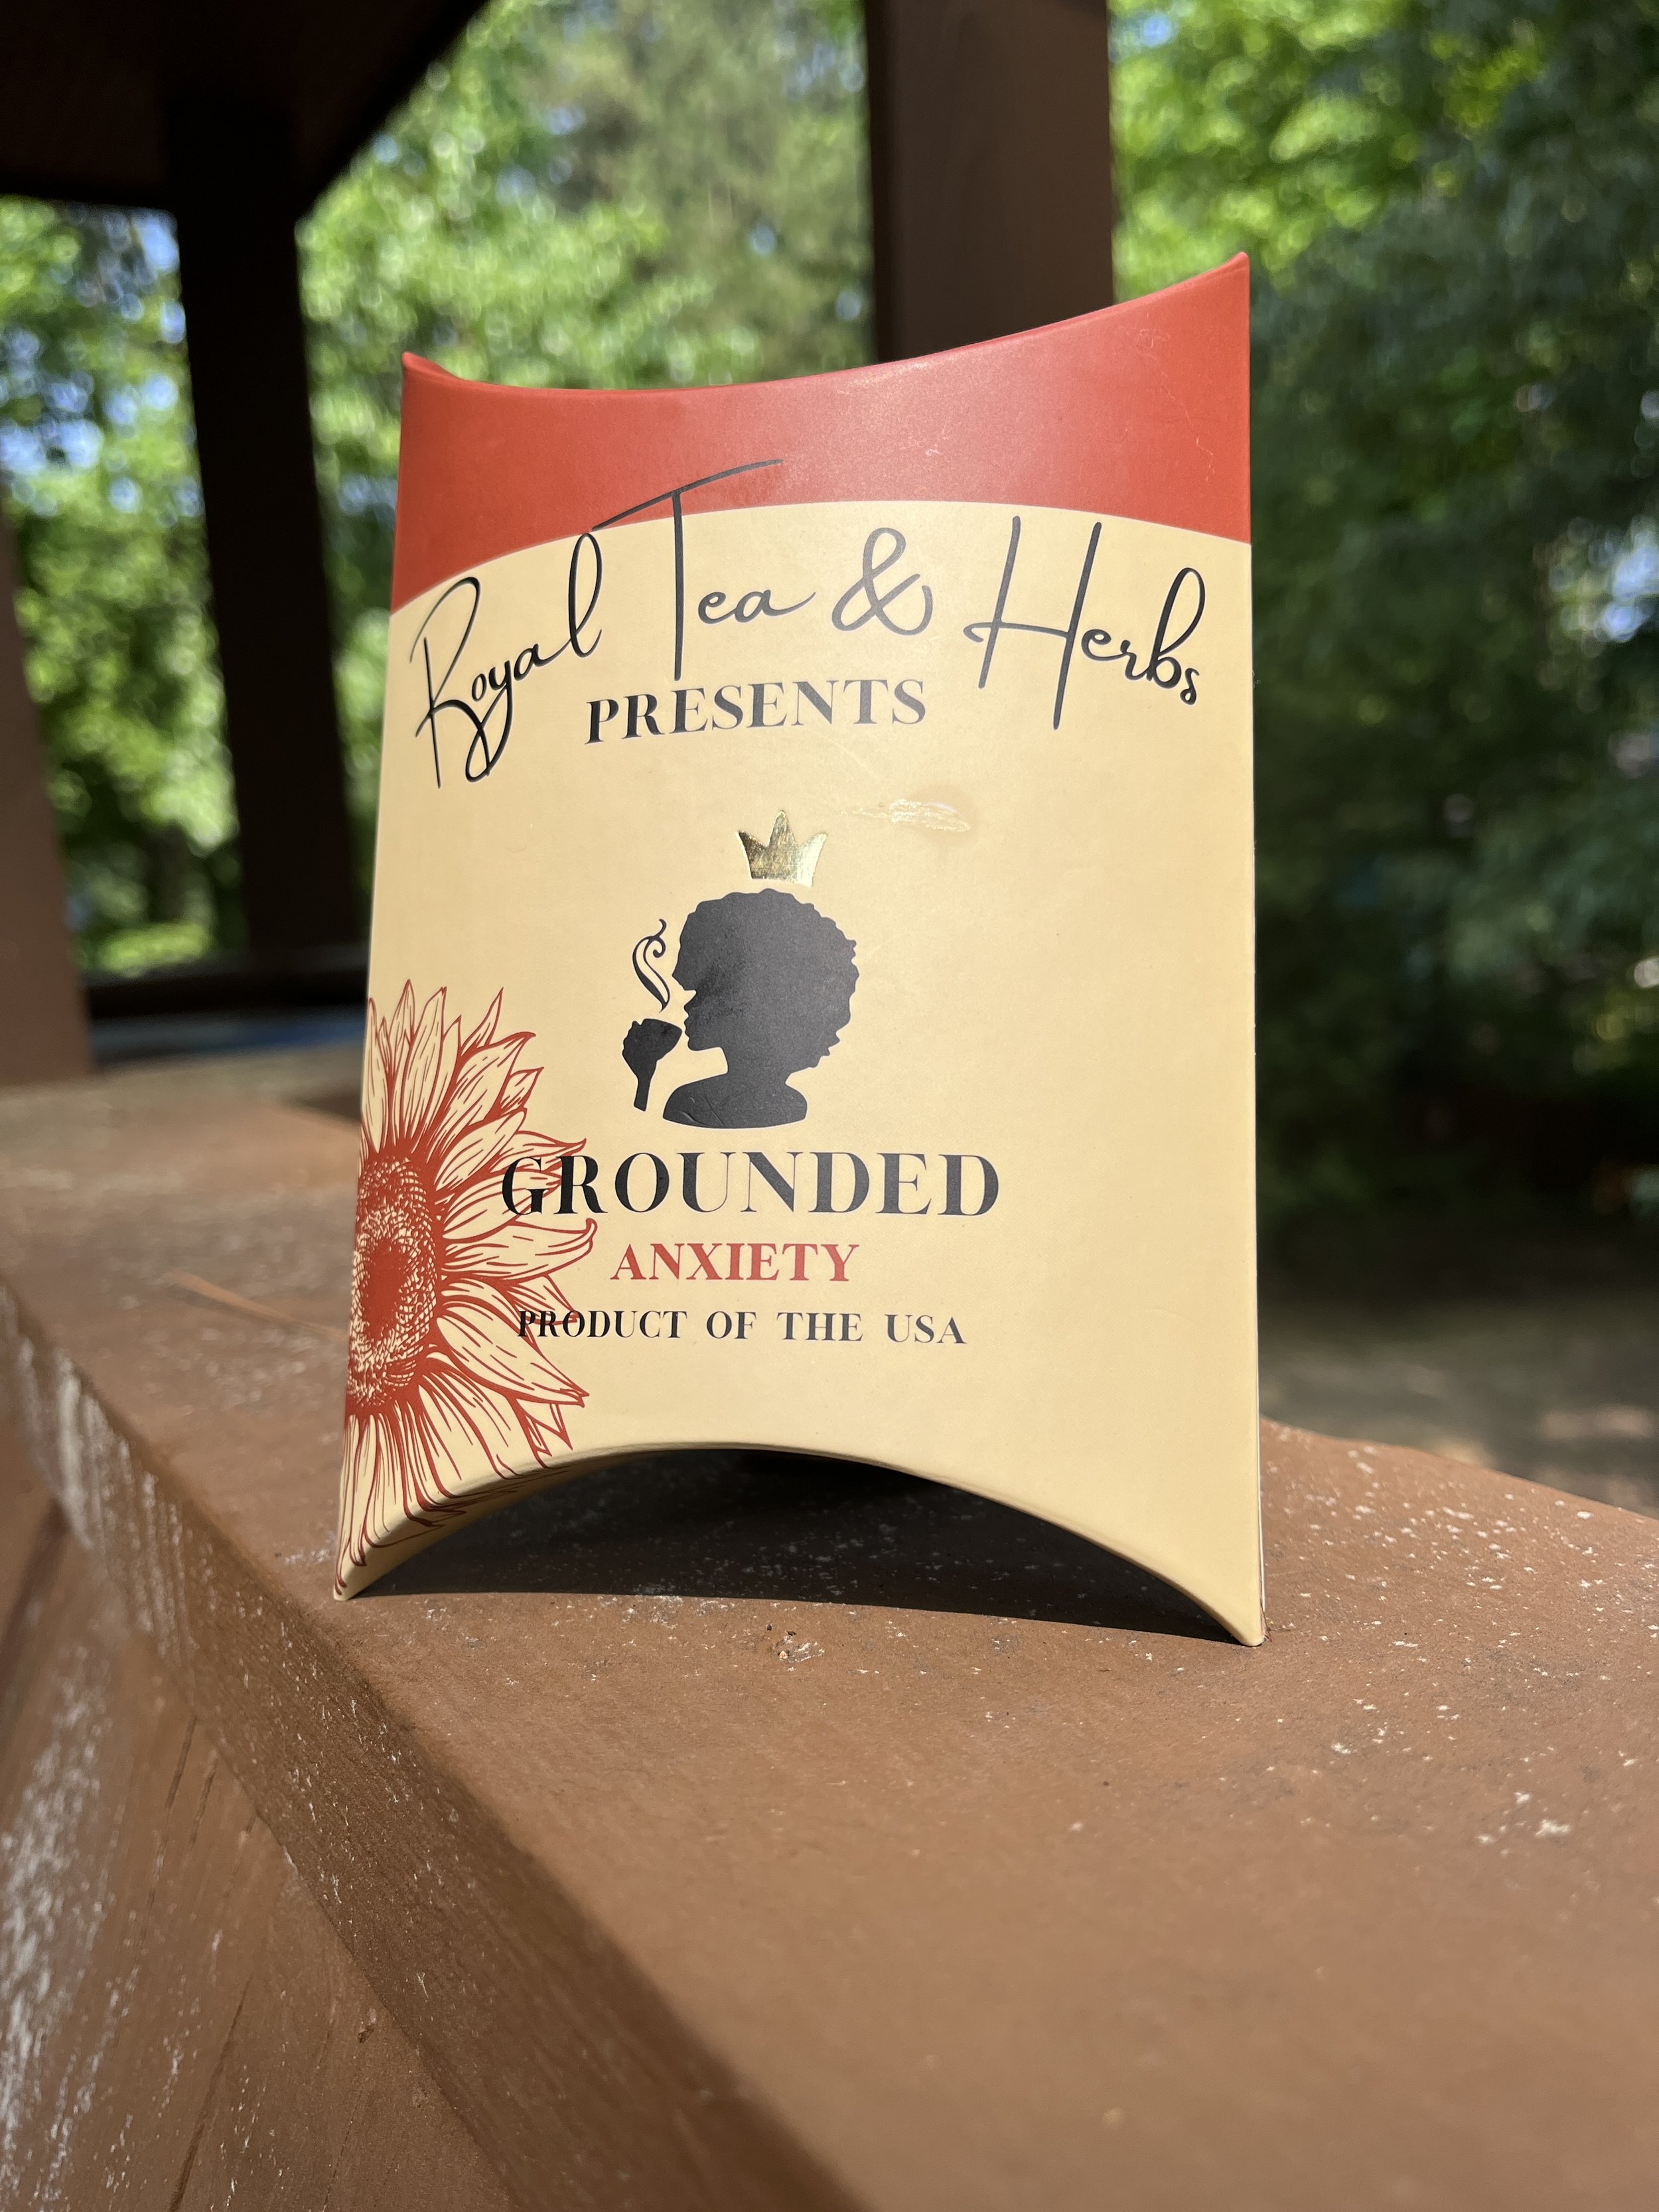 Royal Tea & Herbs
PRESENTS
GROUNDED
ANXIETY
PRODUCT OF THE USA